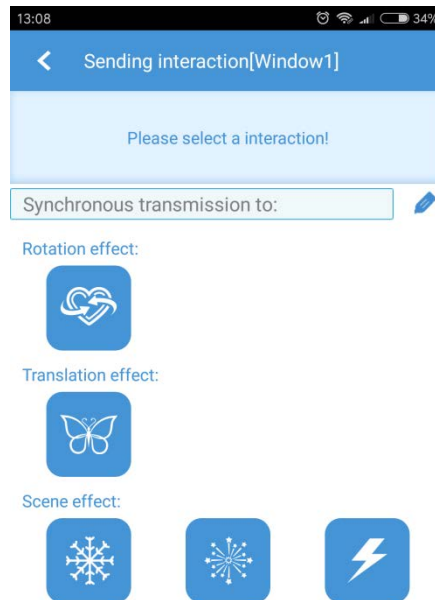 13:08
34%
Sending interaction[Window1]
Please select a interaction!
Synchronous transmission to:
Rotation effect:
Translation effect:
Scene effect: